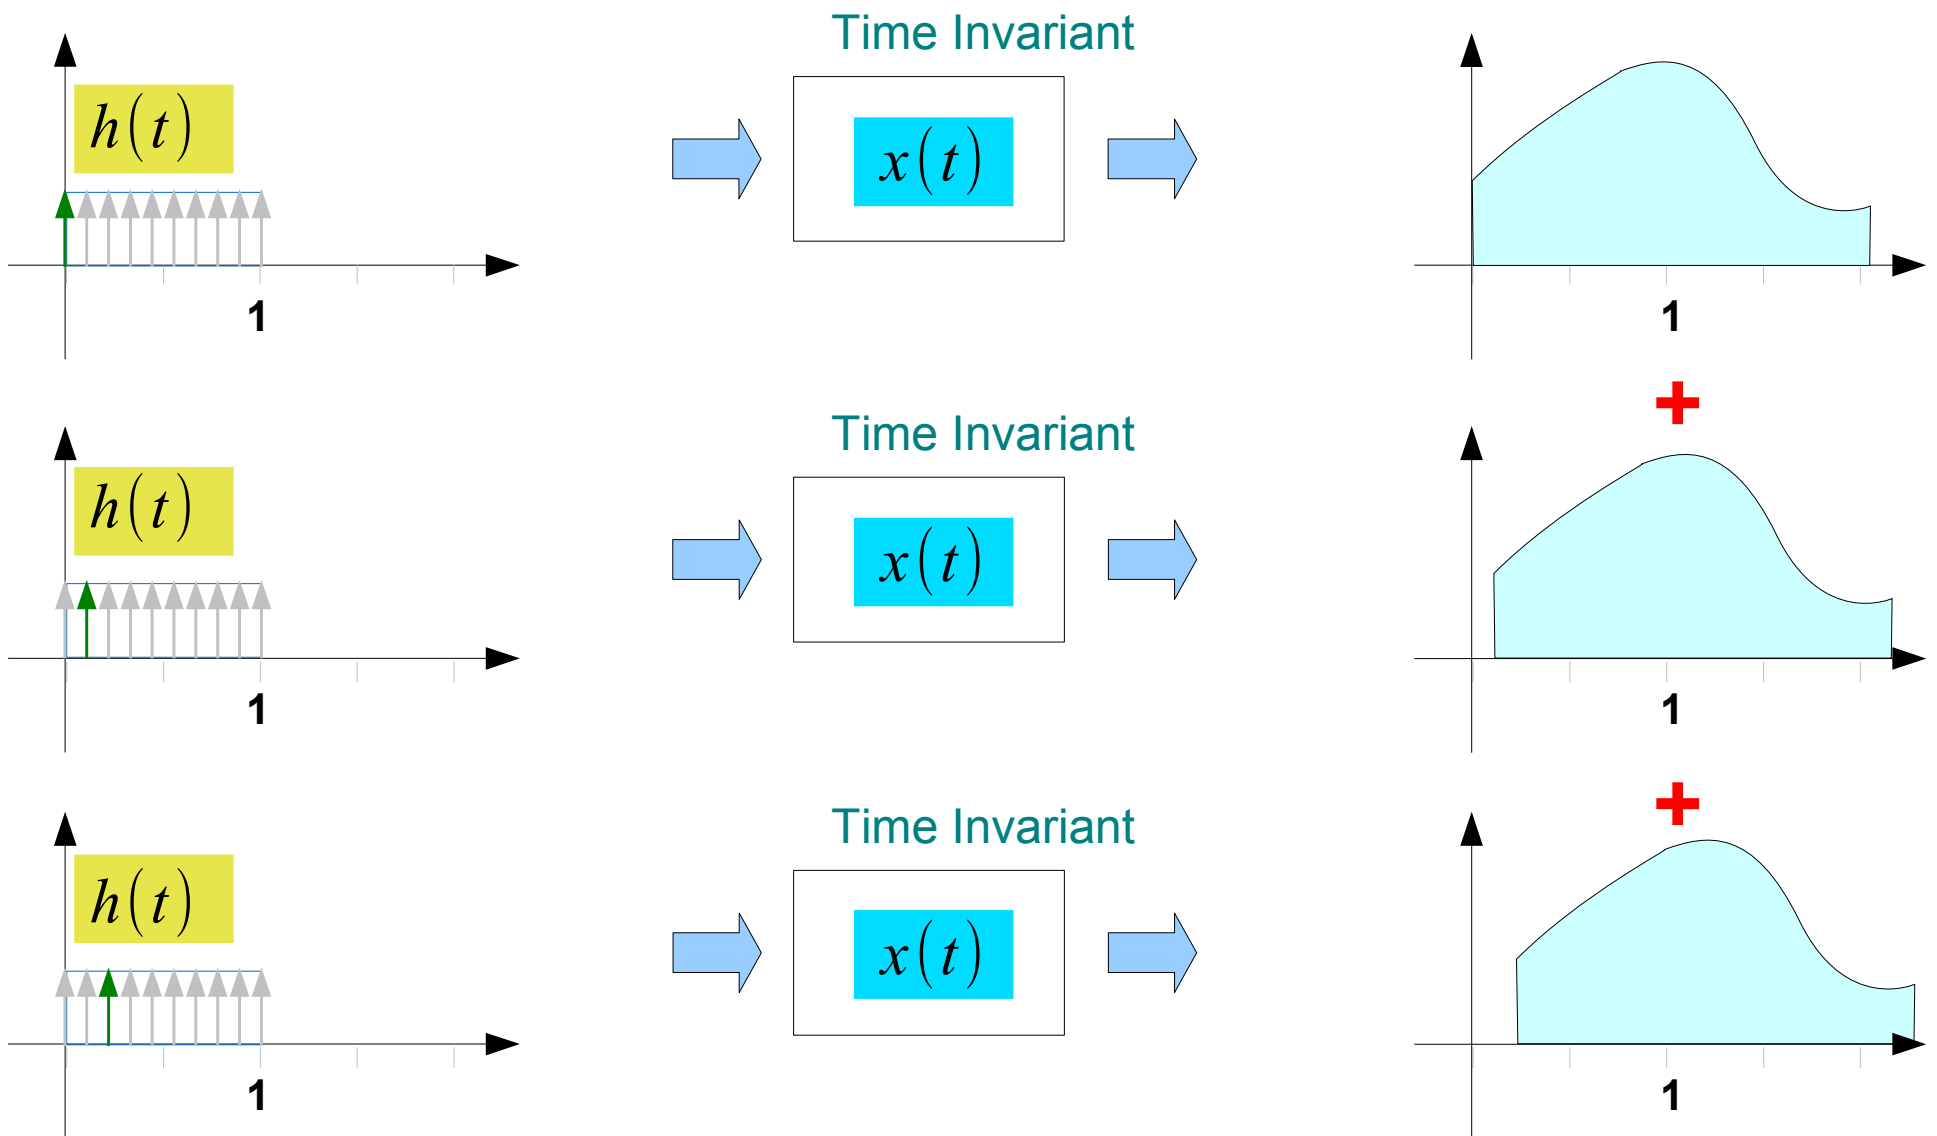 Time Invariant
h(t)
x(t)
1
1
+
Time Invariant
h(t)
x(t)
1
1
+
Time Invariant
h(t)
x(t)
1
1